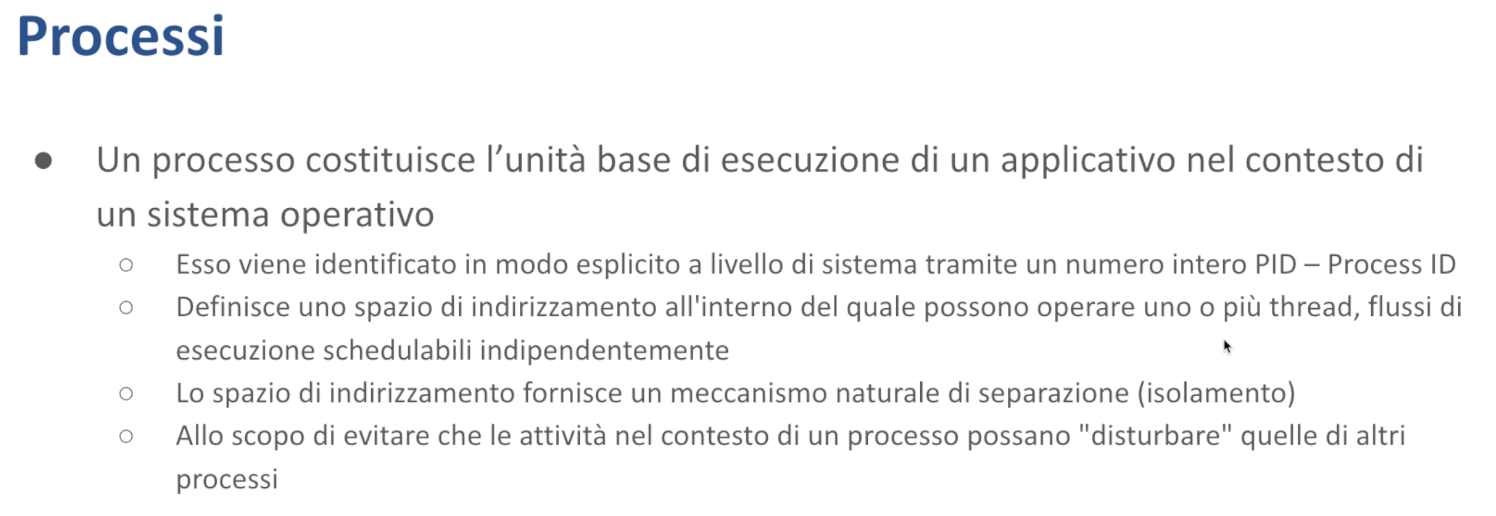 Processi
● Un processo costituisce l’unità base di esecuzione di un applicativo nel contesto di
un sistema operativo
○ Esso viene identificato in modo esplicito a livello di sistema tramite un numero intero PID – Process ID
○ Definisce uno spazio di indirizzamento all'interno del quale possono operare uno o più thread, flussi di
esecuzione schedulabili indipendentemente
○ Lo spazio di indirizzamento fornisce un meccanismo naturale di separazione (isolamento)
○ Allo scopo di evitare che le attività nel contesto di un processo possano "disturbare" quelle di altri
processi